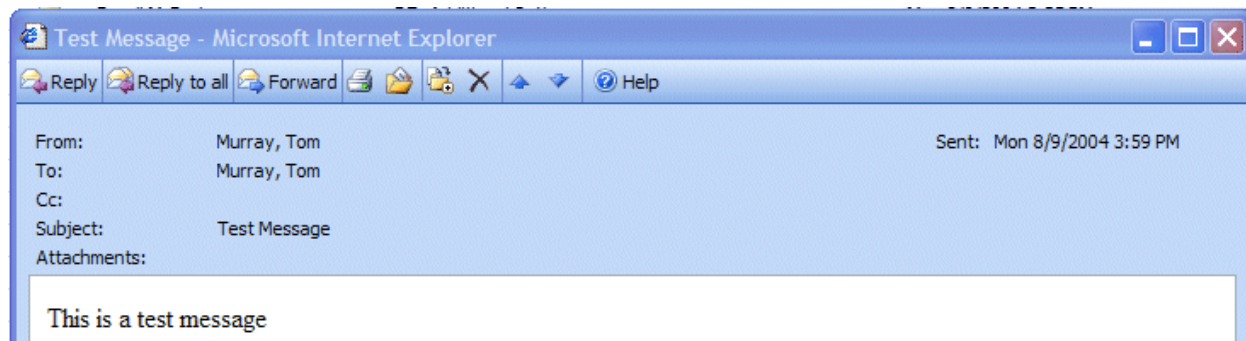 Test Message - Microsoft Internet Explorer
Reply Reply to all Forward Help
From: Murray, Tom Sent: Mon 8/9/2004 3:59 PM
To: Murray, Tom
Cc:
Subject: Test Message
Attachments:
This is a test message